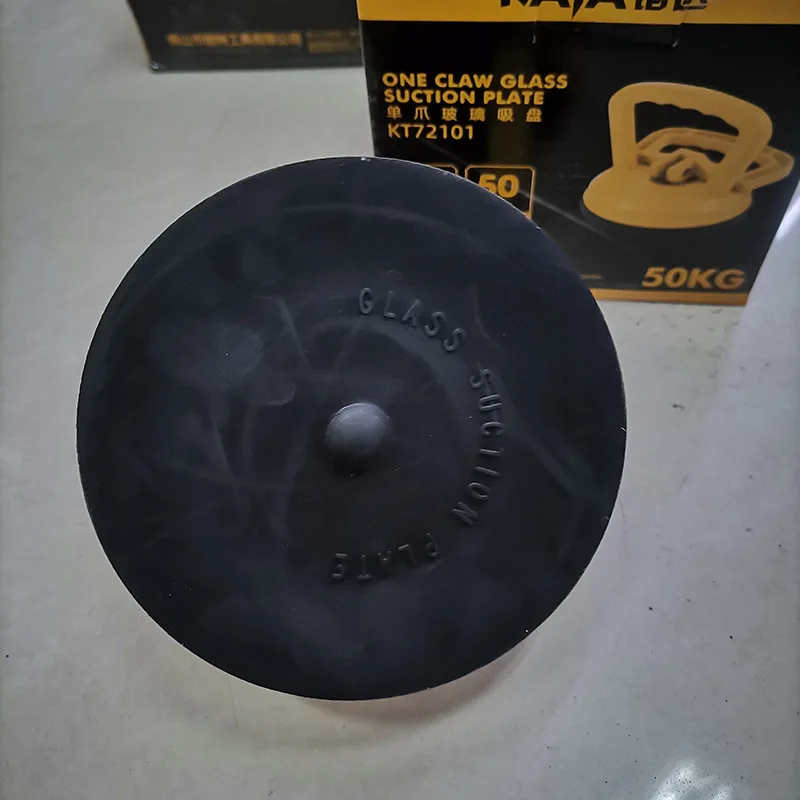 ONE CLAW GLASS
SUCTION PLATE
单爪玻璃吸盘
KT72101
60
50KG
GLASS SUCTION PLATE